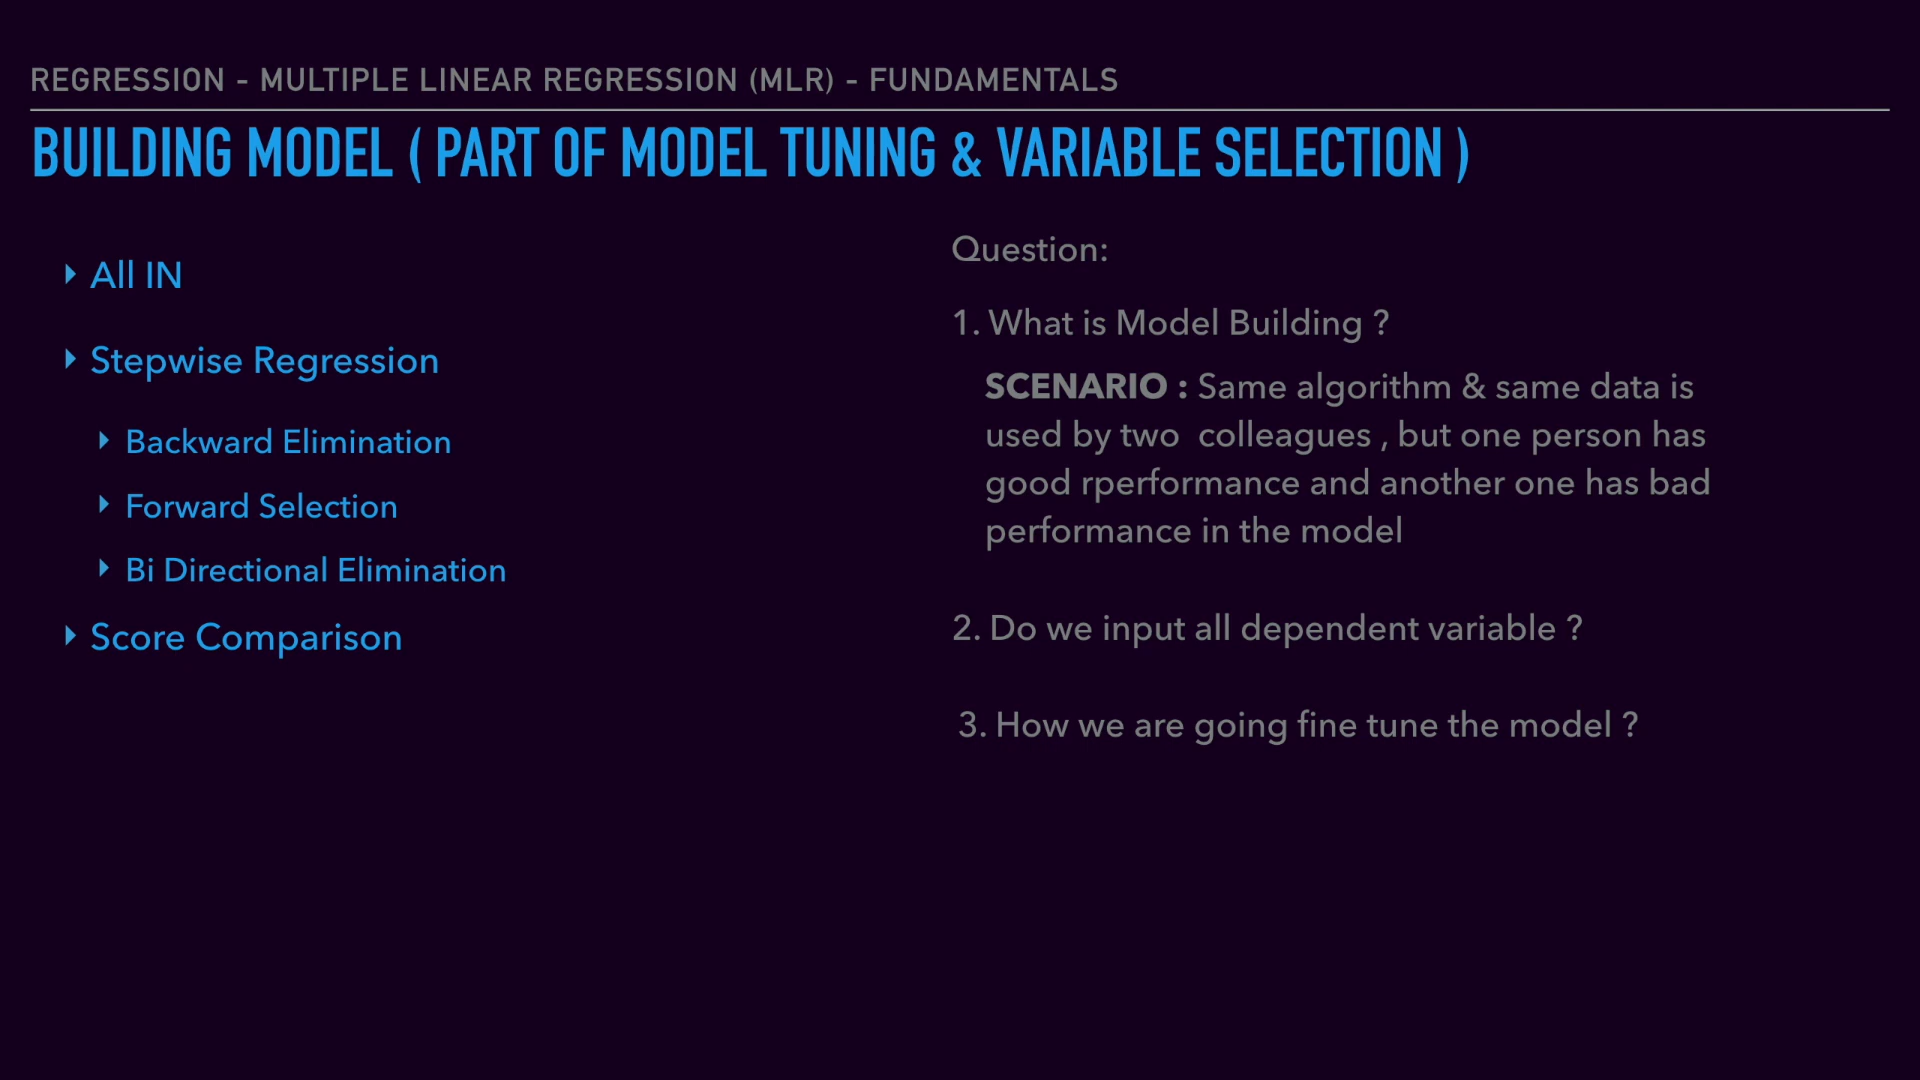 REGRESSION - MULTIPLE LINEAR REGRESSION (MLR) - FUNDAMENTALS
BUILDING MODEL ( PART OF MODEL TUNING & VARIABLE SELECTION )
All IN
Stepwise Regression
Backward Elimination
Forward Selection
Bi Directional Elimination
Score Comparison
Question:
1. What is Model Building ?
SCENARIO : Same algorithm & same data is
used by two  colleagues , but one person has
good rperformance and another one has bad
performance in the model
2. Do we input all dependent variable ?
3. How we are going fine tune the model ?